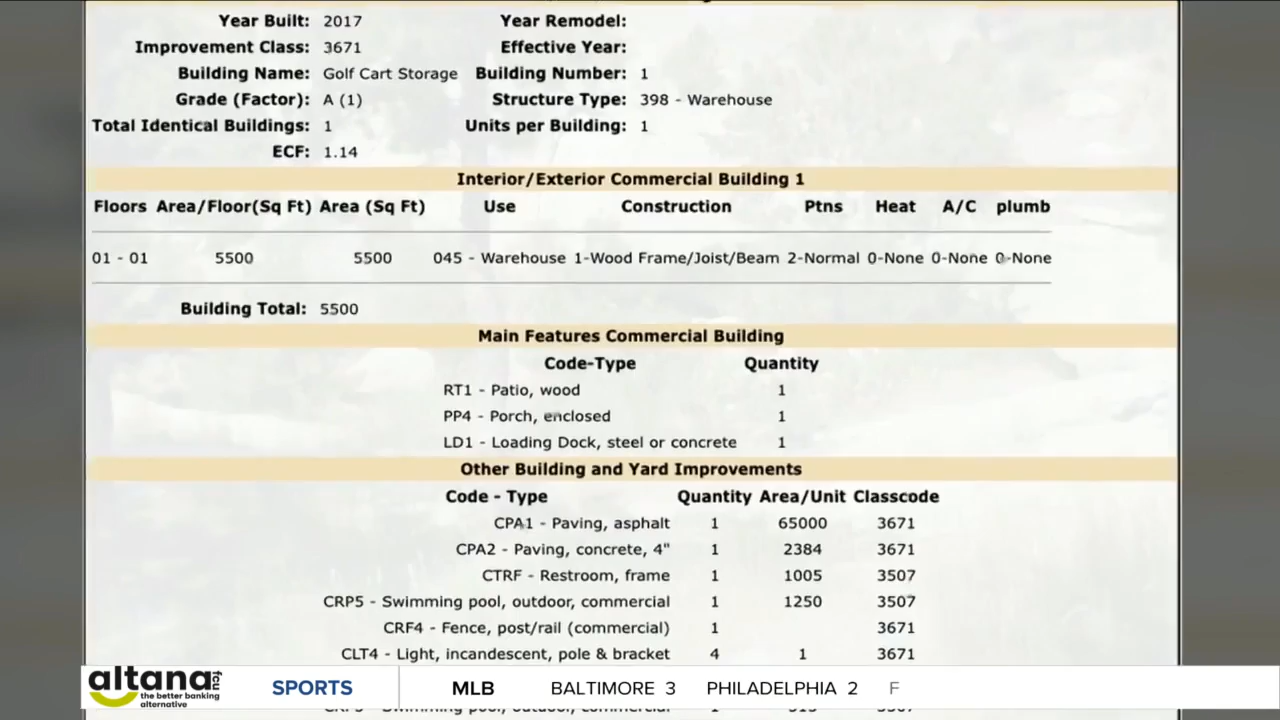 Year Built: 2017 Year Remodel:
Improvement Class: 3671 Effective Year:
Building Name: Golf Cart Storage Building Number: 1
Grade (Factor): A (1) Structure Type: 398 - Warehouse
Total Identical Buildings: 1 Units per Building: 1
ECF: 1.14
Interior/Exterior Commercial Building 1
Floors Area/Floor(Sq Ft) Area (Sq Ft) Use Construction Ptns Heat A/C plumb
01 - 01 5500 5500 045 - Warehouse 1-Wood Frame/Joist/Beam 2-Normal 0-None 0-None 0-None
Building Total: 5500
Main Features Commercial Building
Code-Type Quantity
RT1 - Patio, wood 1
PP4 - Porch, enclosed 1
LD1 - Loading Dock, steel or concrete 1
Other Building and Yard Improvements
Code - Type Quantity Area/Unit Classcode
CPA1 - Paving, asphalt 1 65000 3671
CPA2 - Paving, concrete, 4" 1 2384 3671
CTRF - Restroom, frame 1 1005 3507
CRP5 - Swimming pool, outdoor, commercial 1 1250 3507
CRF4 - Fence, post/rail (commercial) 1 3671
CLT4 - Light, incandescent, pole & bracket 4 1 3671
altana fcu
the better banking
alternative
SPORTS MLB BALTIMORE 3 PHILADELPHIA 2 F